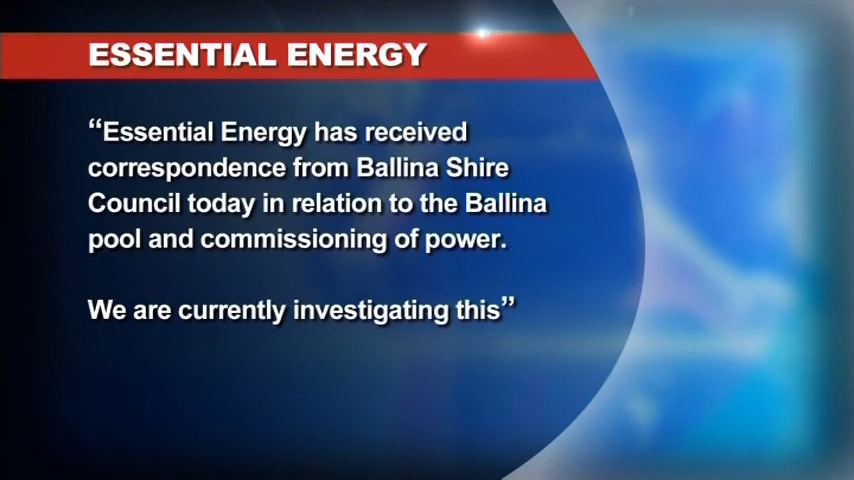 ESSENTIAL ENERGY
“Essential Energy has received
correspondence from Ballina Shire
Council today in relation to the Ballina
pool and commissioning of power.
We are currently investigating this”